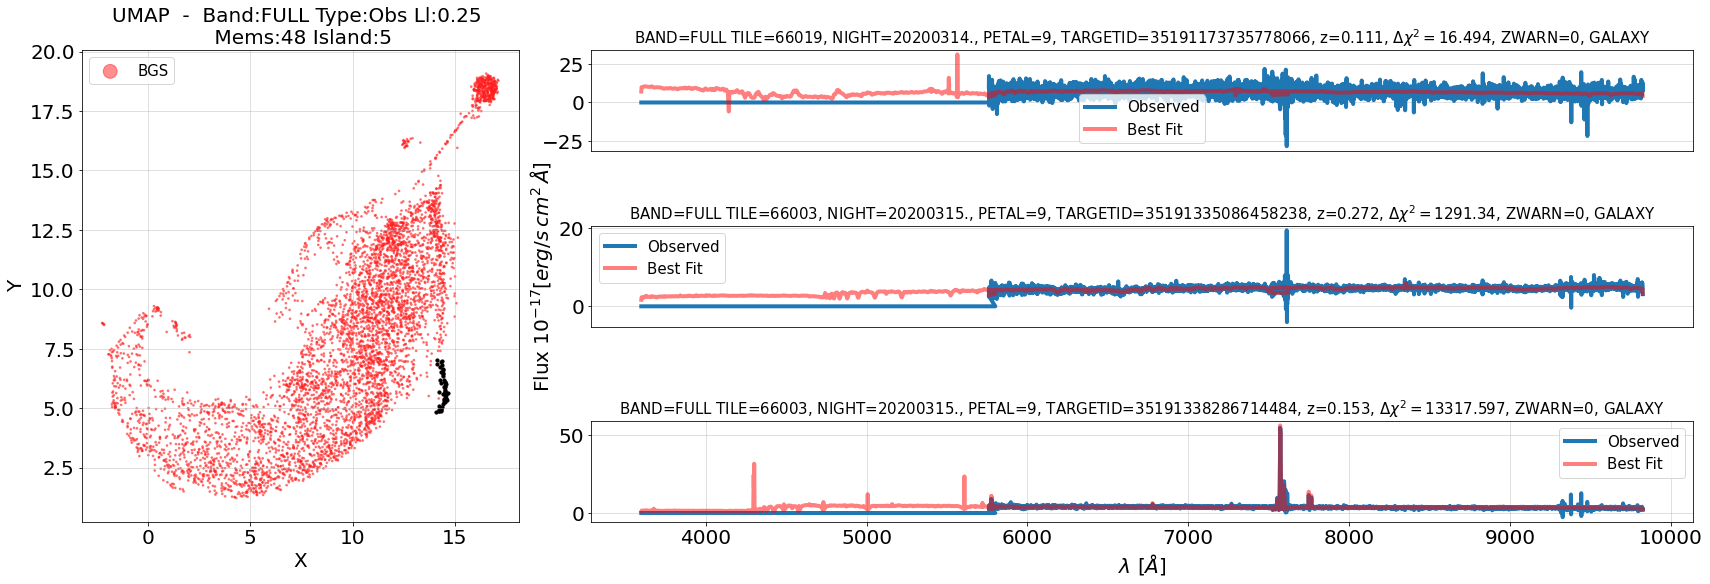 UMAP - Band:FULL Type:Obs Ll:0.25
Mems:48 Island:5
BGS
20.0
17.5
15.0
12.5
10.0
7.5
5.0
2.5
Y
0
5
10
15
X
BAND=FULL TILE=66019, NIGHT=20200314., PETAL=9, TARGETID=35191173735778066, z=0.111, Δχ² = 16.494, ZWARN=0, GALAXY
25
0
−25
Observed
Best Fit
BAND=FULL TILE=66003, NIGHT=20200315., PETAL=9, TARGETID=35191335086458238, z=0.272, Δχ² = 1291.34, ZWARN=0, GALAXY
20
0
Observed
Best Fit
Flux 10⁻¹⁷[erg/s cm² Å]
BAND=FULL TILE=66003, NIGHT=20200315., PETAL=9, TARGETID=35191338286714484, z=0.153, Δχ² = 13317.597, ZWARN=0, GALAXY
50
0
Observed
Best Fit
4000
5000
6000
7000
8000
9000
10000
λ [Å]